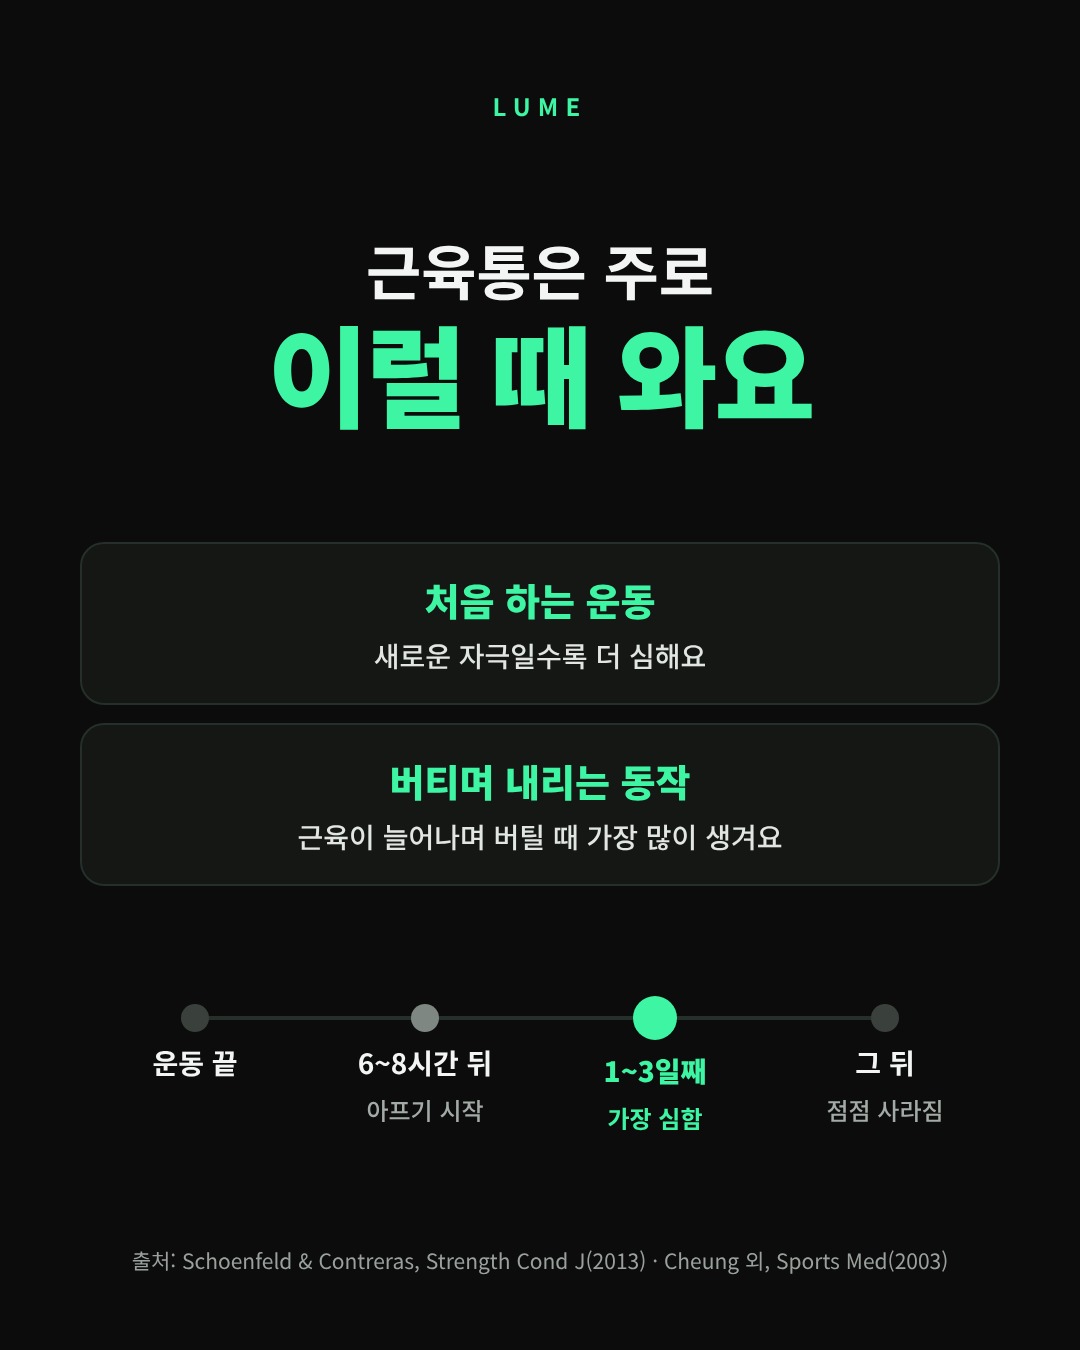 LUME
근육통은 주로
이럴 때 와요
처음 하는 운동
새로운 자극일수록 더 심해요
버티며 내리는 동작
근육이 늘어나며 버틸 때 가장 많이 생겨요
운동 끝
6~8시간 뒤
아프기 시작
1~3일째
가장 심함
그 뒤
점점 사라짐
출처: Schoenfeld & Contreras, Strength Cond J(2013) · Cheung 외, Sports Med(2003)